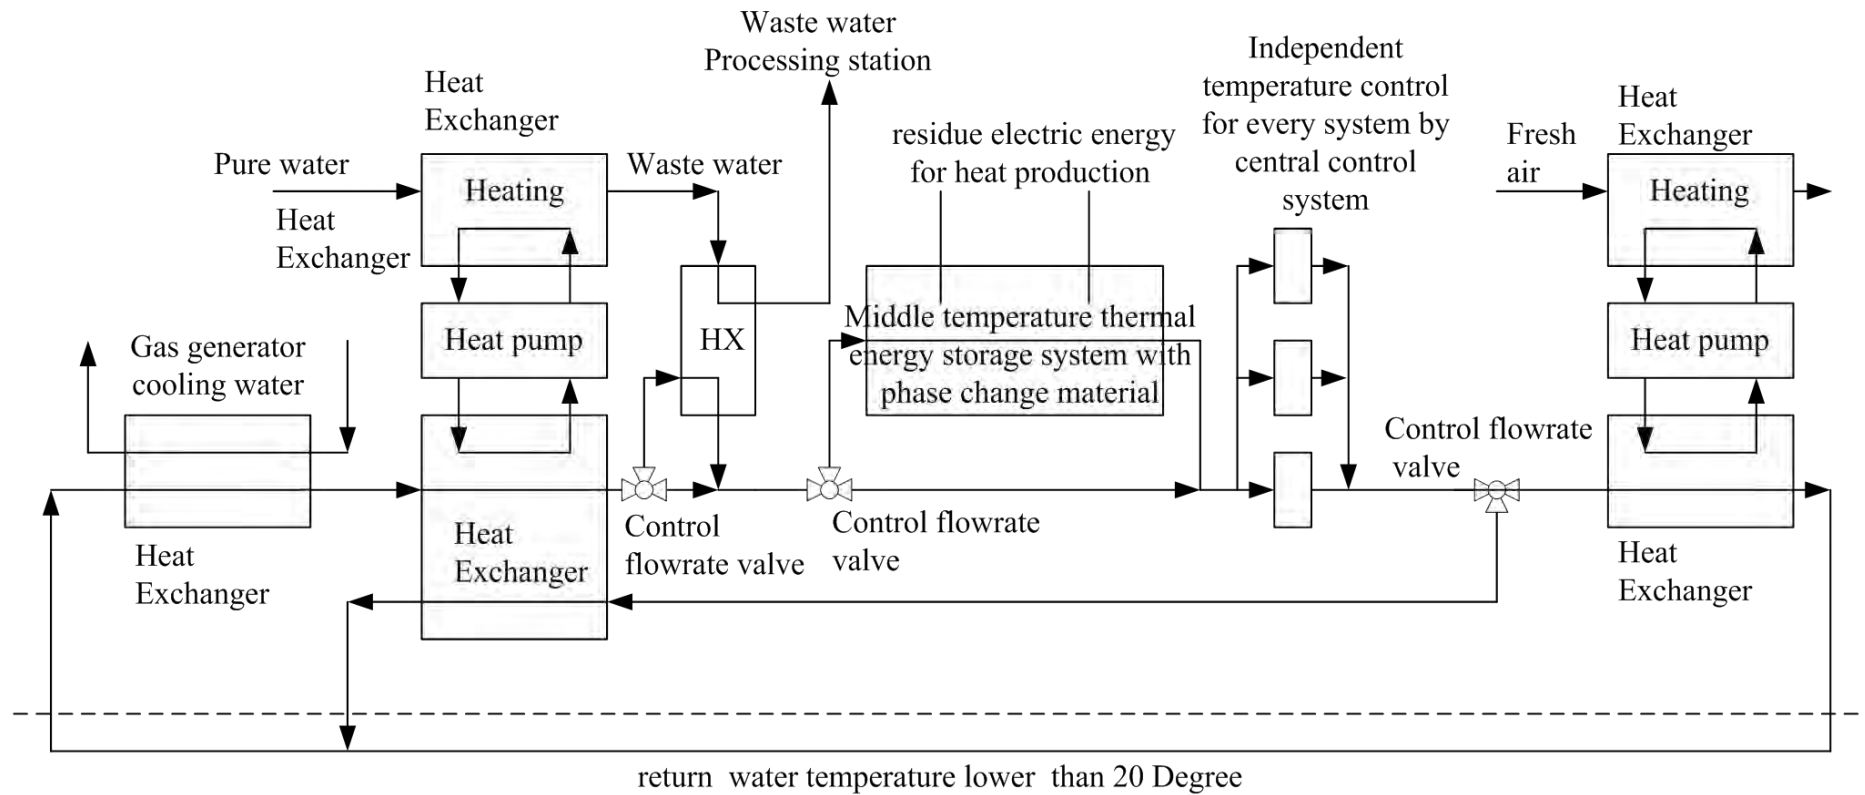 Waste water
Processing station
Heat
Exchanger
Pure water
Heating
Waste water
Heat
Exchanger
Heat pump
HX
Gas generator
cooling water
Heat
Exchanger
Heat
Exchanger
Control
flowrate valve
residue electric energy
for heat production
Middle temperature thermal
energy storage system with
phase change material
Control flowrate
valve
Independent
temperature control
for every system by
central control
system
Control flowrate
valve
Heat
Exchanger
Fresh
air
Heating
Heat pump
Heat
Exchanger
return water temperature lower than 20 Degree